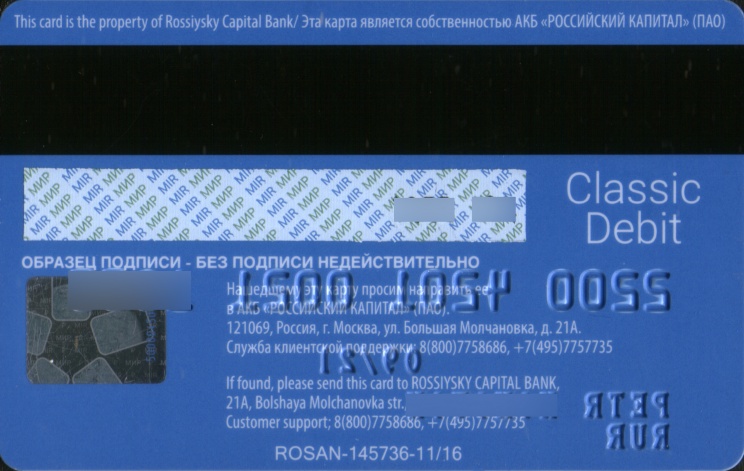 This card is the property of Rossiysky Capital Bank/ Эта карта является собственностью АКБ «РОССИЙСКИЙ КАПИТАЛ» (ПАО)
Classic
Debit
ОБРАЗЕЦ ПОДПИСИ - БЕЗ ПОДПИСИ НЕДЕЙСТВИТЕЛЬНО
Нашедшему эту карту просим направить ее
в АКБ «РОССИЙСКИЙ КАПИТАЛ» (ПАО).
121069, Россия, г. Москва, ул. Большая Молчановка, д. 21А.
Служба клиентской поддержки: 8(800)7758686, +7(495)7757735
If found, please send this card to ROSSIYSKY CAPITAL BANK,
21A, Bolshaya Molchanovka str.
Customer support; 8(800)7758686, +7(495)7757735
PETR
RUR
ROSAN-145736-11/16